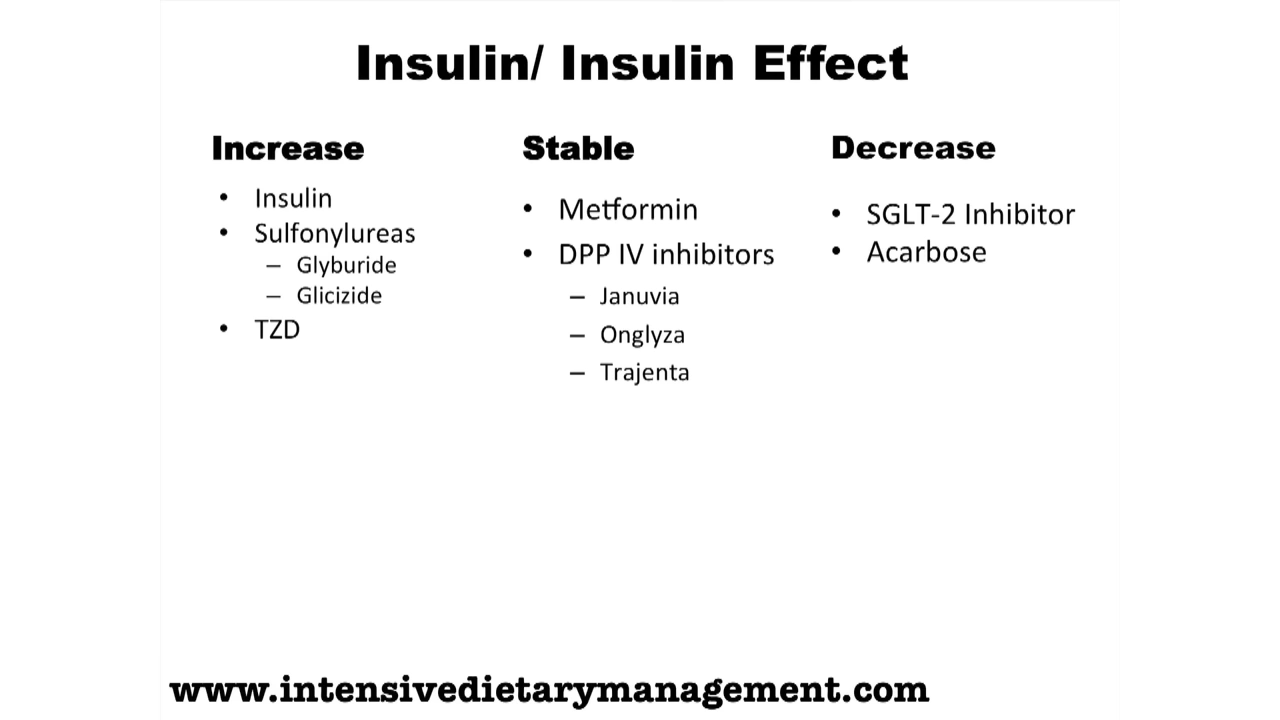 Insulin/ Insulin Effect
Increase
• Insulin
• Sulfonylureas
– Glyburide
– Glicizide
• TZD
Stable
• Metformin
• DPP IV inhibitors
– Januvia
– Onglyza
– Trajenta
Decrease
• SGLT-2 Inhibitor
• Acarbose
www.intensivedietarymanagement.com